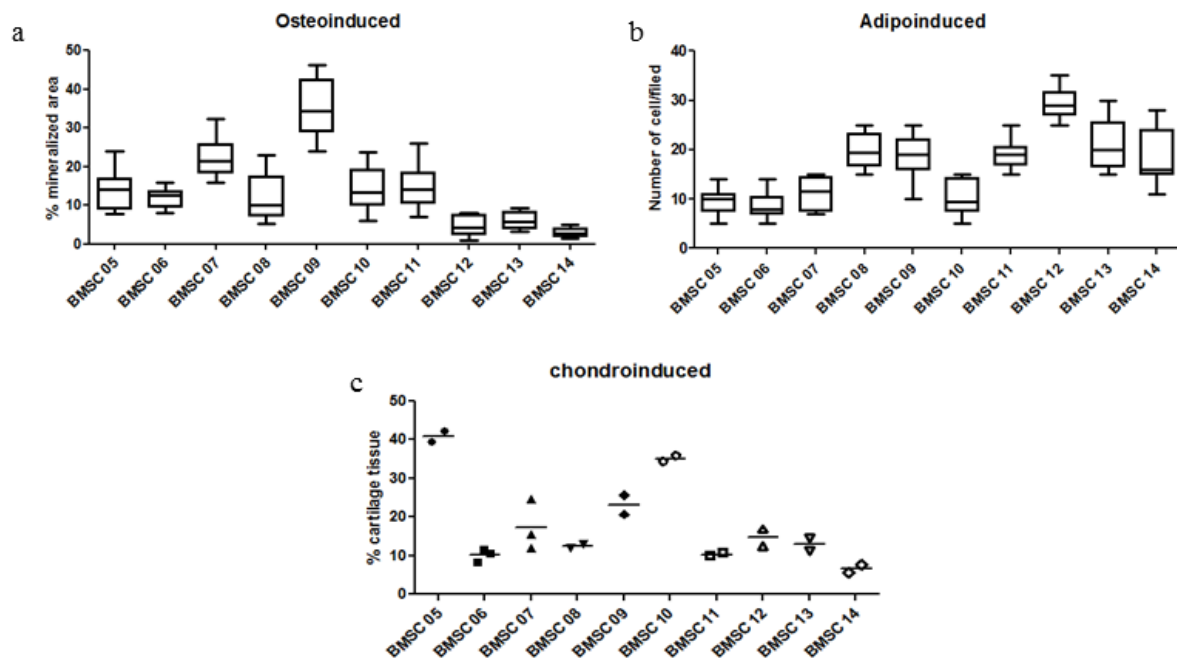 a
Osteoinduced
% mineralized area
50
40
30
20
10
0
BMSC 05
BMSC 06
BMSC 07
BMSC 08
BMSC 09
BMSC 10
BMSC 11
BMSC 12
BMSC 13
BMSC 14
b
Adipoinduced
Number of cell/filed
40
30
20
10
0
BMSC 05
BMSC 06
BMSC 07
BMSC 08
BMSC 09
BMSC 10
BMSC 11
BMSC 12
BMSC 13
BMSC 14
c
chondroinduced
% cartilage tissue
50
40
30
20
10
0
BMSC 05
BMSC 06
BMSC 07
BMSC 08
BMSC 09
BMSC 10
BMSC 11
BMSC 12
BMSC 13
BMSC 14